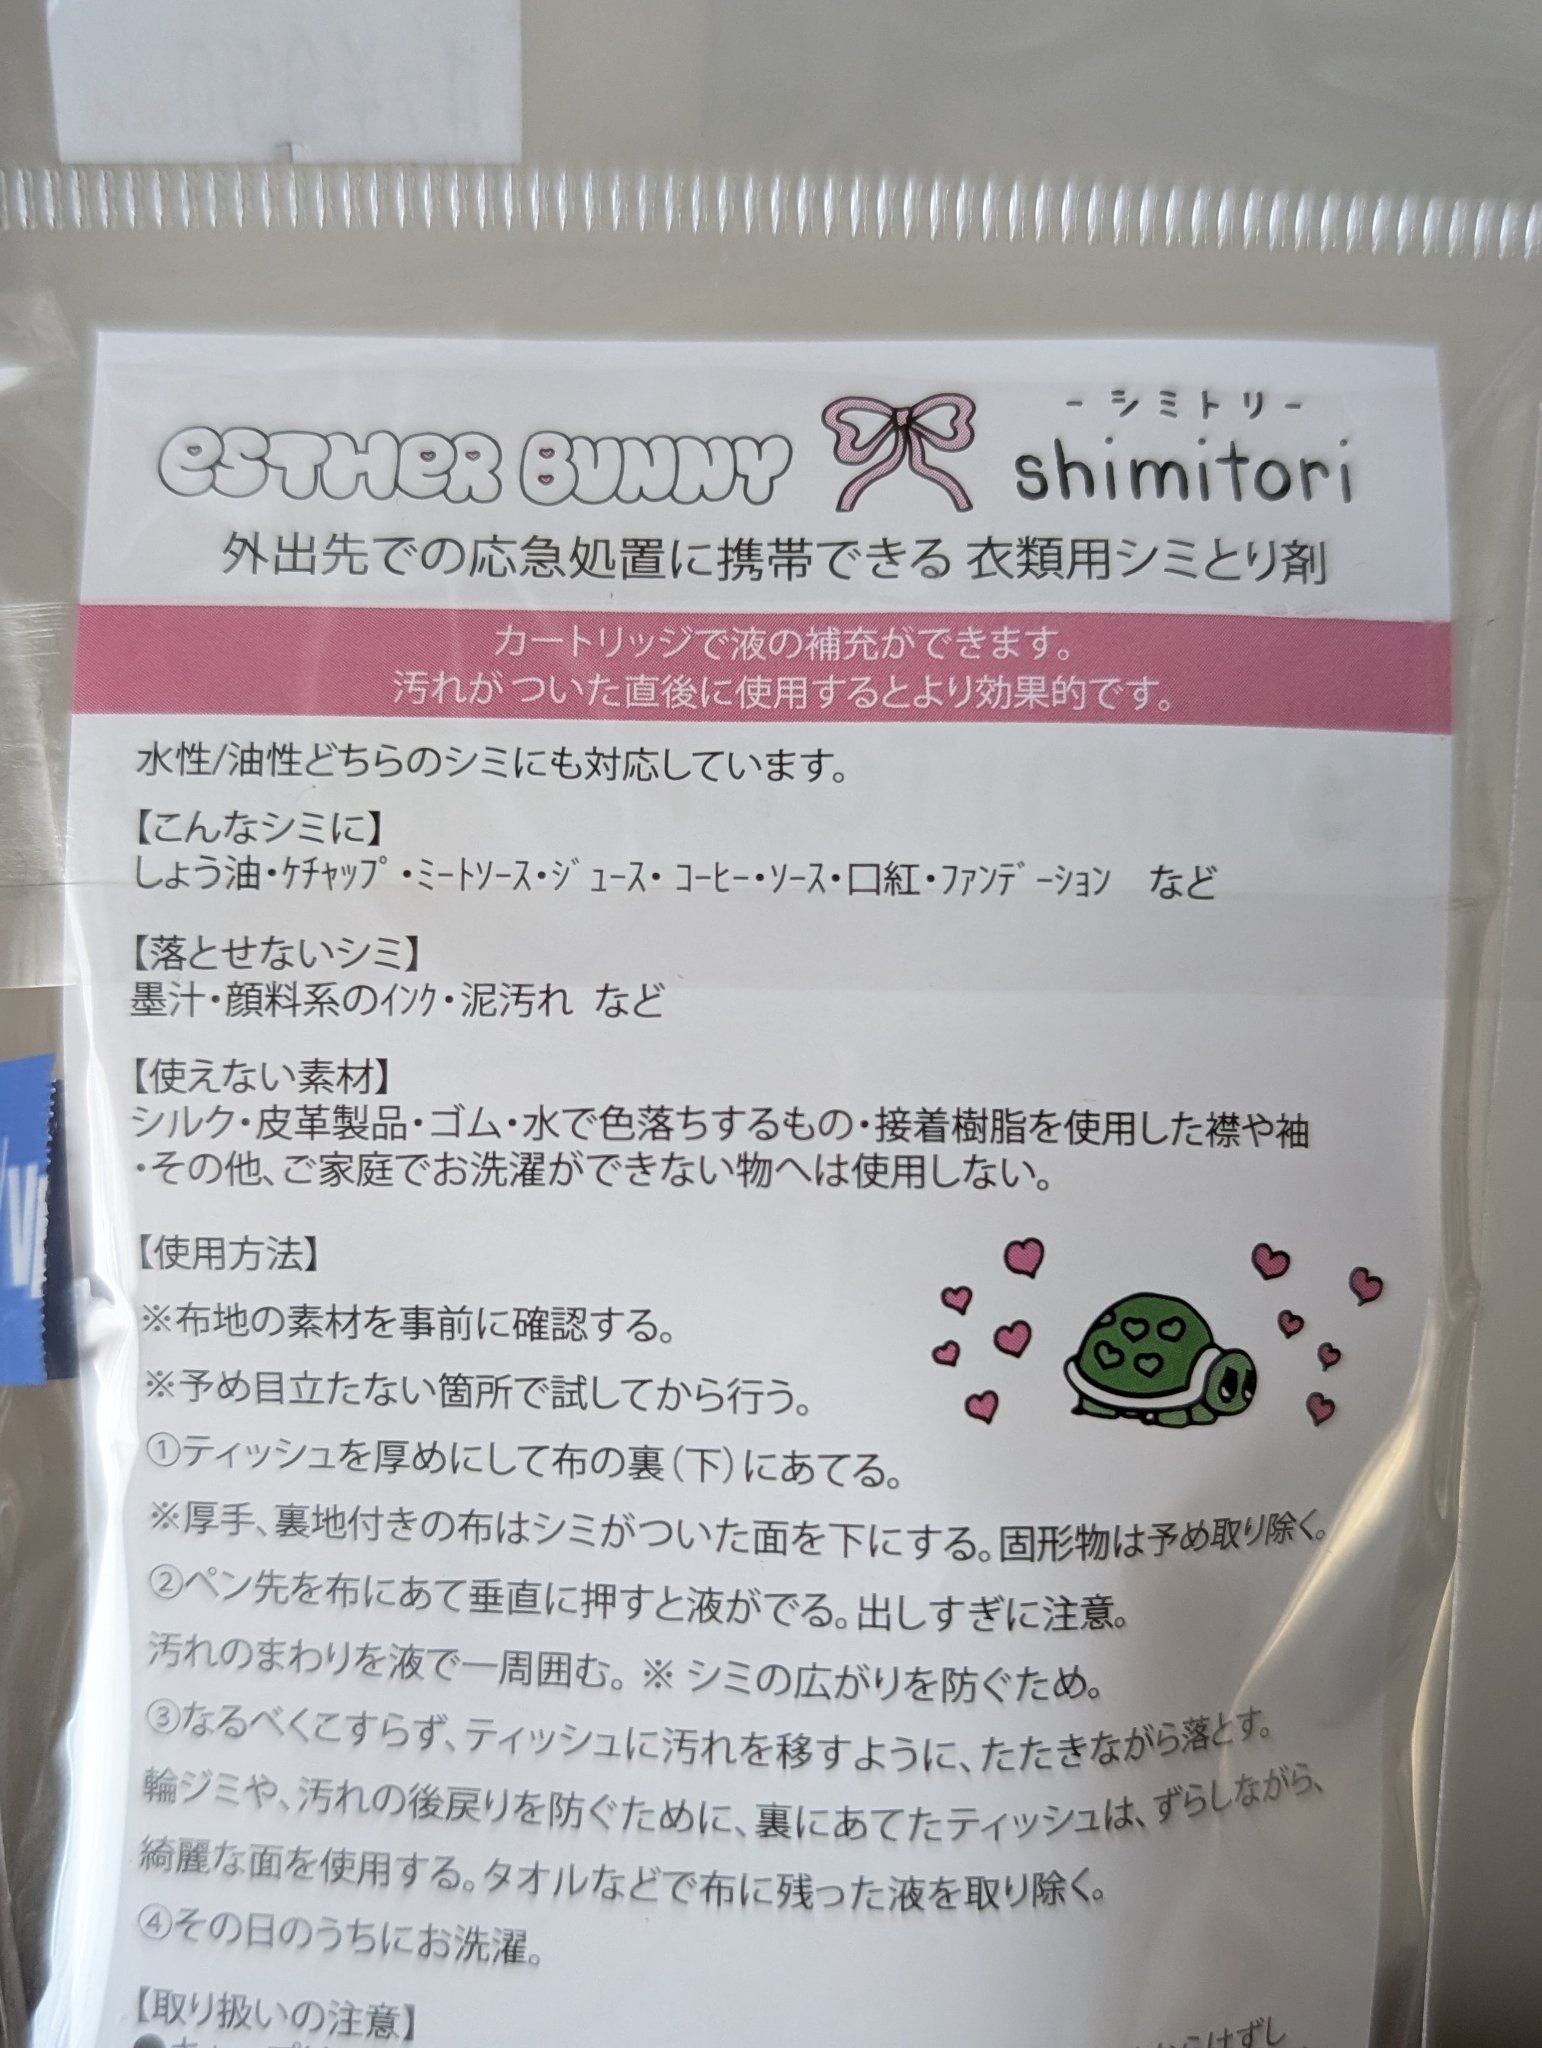 -シミトリ-
ESTHER BUNNY shimitori
外出先での応急処置に携帯できる 衣類用シミとり剤
カートリッジで液の補充ができます。
汚れがついた直後に使用するとより効果的です。
水性/油性どちらのシミにも対応しています。
【こんなシミに】
しょう油・ｹﾁｬｯﾌﾟ・ﾐｰﾄｿｰｽ・ｼﾞｭｰｽ・ｺｰﾋｰ・ｿｰｽ・口紅・ﾌｧﾝﾃﾞｰｼｮﾝ など
【落とせないシミ】
墨汁・顔料系のｲﾝｸ・泥汚れ など
【使えない素材】
シルク・皮革製品・ゴム・水で色落ちするもの・接着樹脂を使用した襟や袖
・その他、ご家庭でお洗濯ができない物へは使用しない。
【使用方法】
※布地の素材を事前に確認する。
※予め目立たない箇所で試してから行う。
①ティッシュを厚めにして布の裏（下）にあてる。
※厚手、裏地付きの布はシミがついた面を下にする。固形物は予め取り除く。
②ペン先を布にあて垂直に押すと液がでる。出しすぎに注意。
汚れのまわりを液で一周囲む。※ シミの広がりを防ぐため。
③なるべくこすらず、ティッシュに汚れを移すように、たたきながら落とす。
輪ジミや、汚れの後戻りを防ぐために、裏にあてたティッシュは、ずらしながら、
綺麗な面を使用する。タオルなどで布に残った液を取り除く。
④その日のうちにお洗濯。
【取り扱いの注意】